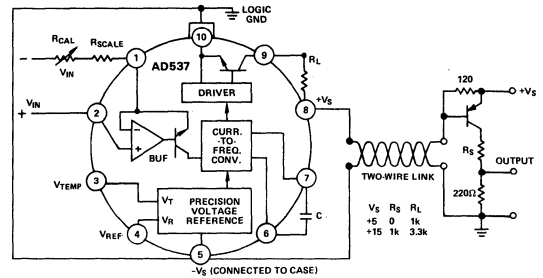 LOGIC
GND
RCAL
RSCALE
VIN
10
9
RL
1
AD537
DRIVER
8
+VS
120
+VS
VIN
2
BUF
CURR.
-TO-
FREQ.
CONV.
RS
OUTPUT
TWO-WIRE LINK
3
VTEMP
VT
VR
PRECISION
VOLTAGE
REFERENCE
7
C
220Ω
VS RS RL
+5 0 1k
+15 1k 3.3k
4
VREF
6
5
-VS (CONNECTED TO CASE)